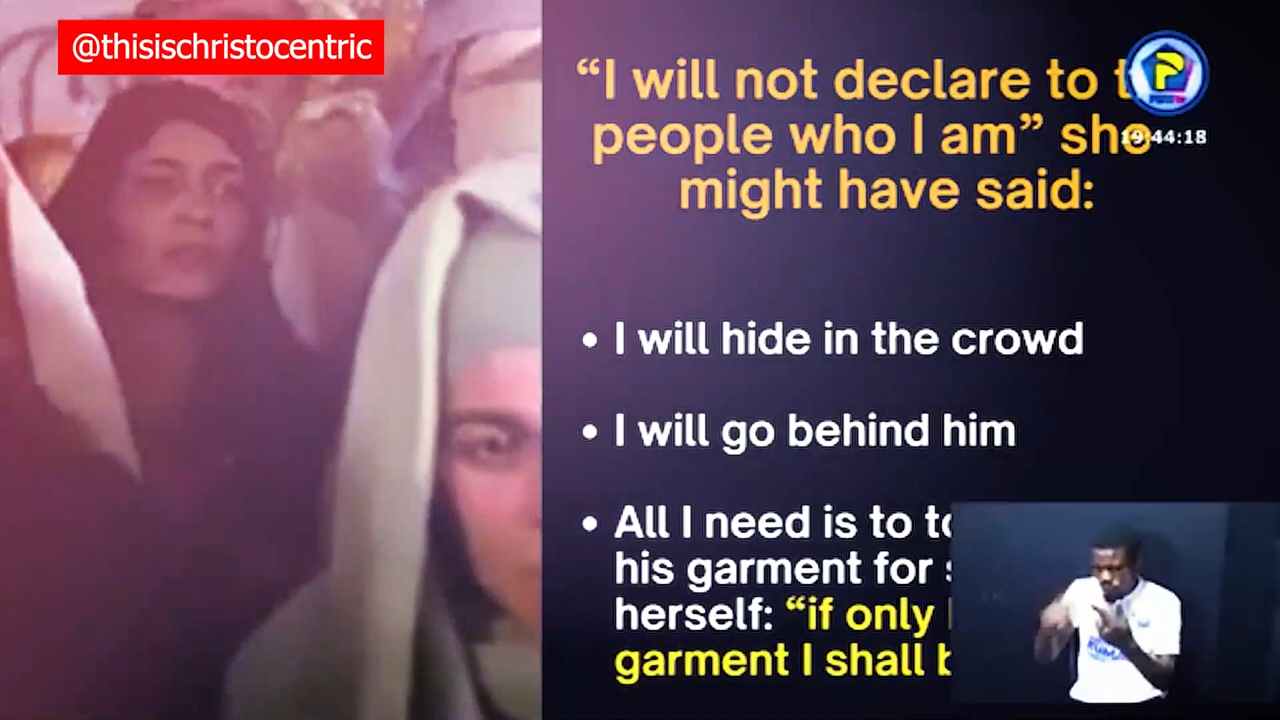 @thisischristocentric
“I will not declare to
people who I am” she
might have said:
19:44:18
• I will hide in the crowd
• I will go behind him
• All I need is to
his garment for
herself: “if only
garment I shall